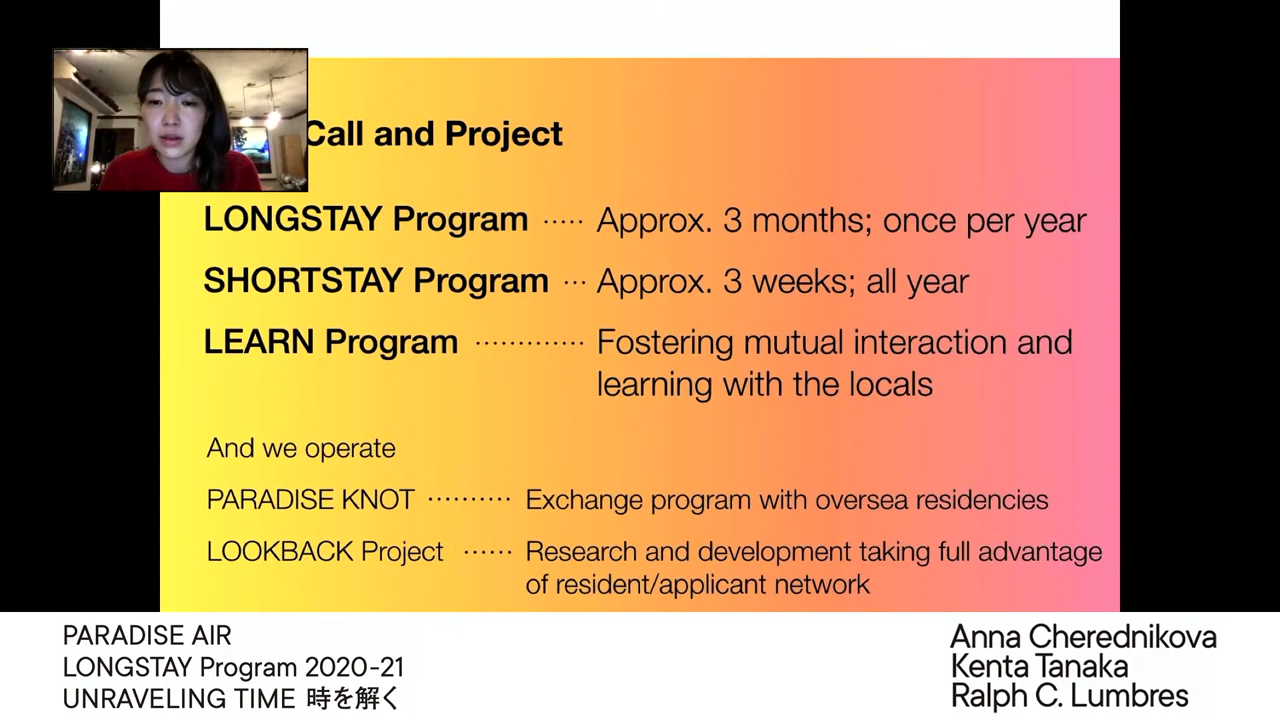 Call and Project
LONGSTAY Program ····· Approx. 3 months; once per year
SHORTSTAY Program ··· Approx. 3 weeks; all year
LEARN Program ············· Fostering mutual interaction and
learning with the locals
And we operate
PARADISE KNOT ·········· Exchange program with oversea residencies
LOOKBACK Project ······ Research and development taking full advantage
of resident/applicant network
PARADISE AIR
LONGSTAY Program 2020-21
UNRAVELING TIME 時を解く
Anna Cherednikova
Kenta Tanaka
Ralph C. Lumbres